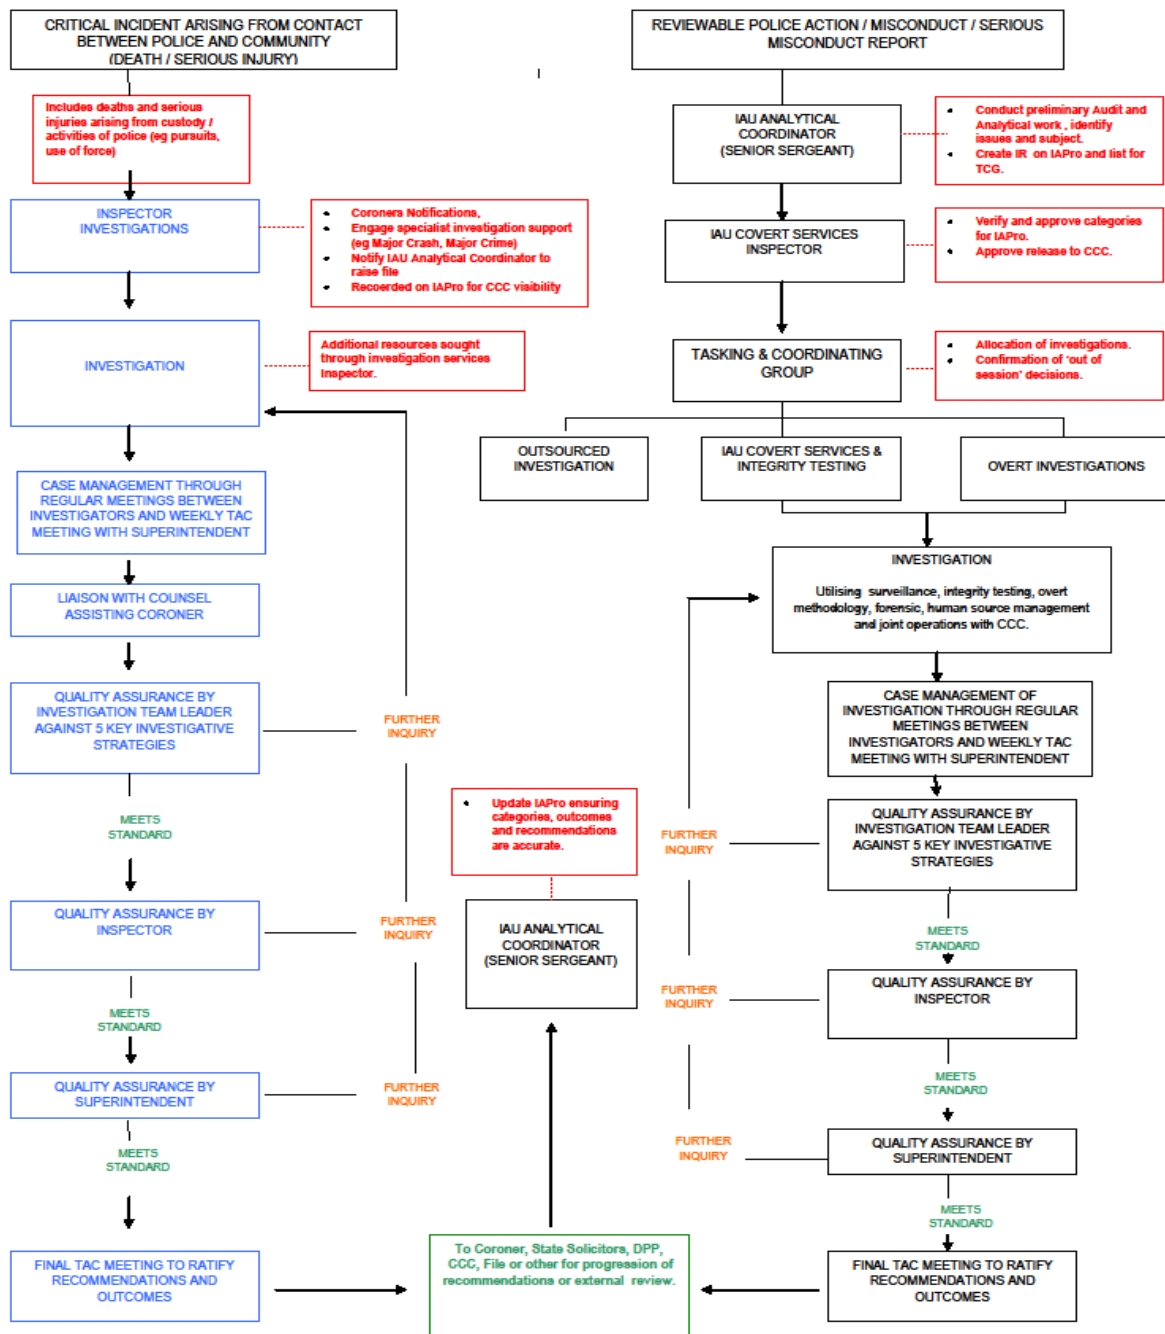 CRITICAL INCIDENT ARISING FROM CONTACT
BETWEEN POLICE AND COMMUNITY
(DEATH / SERIOUS INJURY)
Includes deaths and serious
injuries arising from custody /
activities of police (eg pursuits,
use of force)
INSPECTOR
INVESTIGATIONS
• Coroners Notifications,
• Engage specialist investigation support
(eg Major Crash, Major Crime)
• Notify IAU Analytical Coordinator to
raise file
• Recoerded on IAPro for CCC visibility
INVESTIGATION
Additional resources sought
through investigation services
Inspector.
CASE MANAGEMENT THROUGH
REGULAR MEETINGS BETWEEN
INVESTIGATORS AND WEEKLY TAC
MEETING WITH SUPERINTENDENT
LIAISON WITH COUNSEL
ASSISTING CORONER
QUALITY ASSURANCE BY
INVESTIGATION TEAM LEADER
AGAINST 5 KEY INVESTIGATIVE
STRATEGIES
FURTHER
INQUIRY
MEETS
STANDARD
QUALITY ASSURANCE BY
INSPECTOR
FURTHER
INQUIRY
MEETS
STANDARD
QUALITY ASSURANCE BY
SUPERINTENDENT
FURTHER
INQUIRY
MEETS
STANDARD
FINAL TAC MEETING TO RATIFY
RECOMMENDATIONS AND
OUTCOMES
REVIEWABLE POLICE ACTION / MISCONDUCT / SERIOUS
MISCONDUCT REPORT
IAU ANALYTICAL
COORDINATOR
(SENIOR SERGEANT)
• Conduct preliminary Audit and
Analytical work , identify
issues and subject.
• Create IR on IAPro and list for
TCG.
IAU COVERT SERVICES
INSPECTOR
• Verify and approve categories
for IAPro.
• Approve release to CCC.
TASKING & COORDINATING
GROUP
• Allocation of investigations.
• Confirmation of 'out of
session' decisions.
OUTSOURCED
INVESTIGATION
IAU COVERT SERVICES &
INTEGRITY TESTING
OVERT INVESTIGATIONS
INVESTIGATION
Utilising surveillance, integrity testing, overt
methodology, forensic, human source management
and joint operations with CCC.
CASE MANAGEMENT OF
INVESTIGATION THROUGH REGULAR
MEETINGS BETWEEN
INVESTIGATORS AND WEEKLY TAC
MEETING WITH SUPERINTENDENT
QUALITY ASSURANCE BY
INVESTIGATION TEAM LEADER
AGAINST 5 KEY INVESTIGATIVE
STRATEGIES
FURTHER
INQUIRY
MEETS
STANDARD
QUALITY ASSURANCE BY
INSPECTOR
FURTHER
INQUIRY
MEETS
STANDARD
QUALITY ASSURANCE BY
SUPERINTENDENT
FURTHER
INQUIRY
MEETS
STANDARD
FINAL TAC MEETING TO RATIFY
RECOMMENDATIONS AND
OUTCOMES
To Coroner, State Solicitors, DPP,
CCC, File or other for progression of
recommendations or external review.
• Update IAPro ensuring
categories, outcomes
and recommendations
are accurate.
IAU ANALYTICAL
COORDINATOR
(SENIOR SERGEANT)